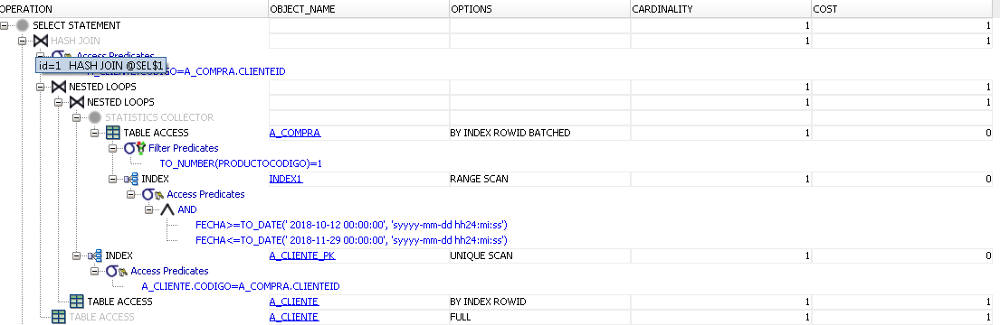 OPERATION OBJECT_NAME OPTIONS CARDINALITY COST
SELECT STATEMENT 1 1
HASH JOIN 1 1
Access Predicates
id=1 HASH JOIN @SEL$1
A_CLIENTE.CODIGO=A_COMPRA.CLIENTEID
NESTED LOOPS 1 1
NESTED LOOPS 1 1
STATISTICS COLLECTOR
TABLE ACCESS A_COMPRA BY INDEX ROWID BATCHED 1 0
Filter Predicates
TO_NUMBER(PRODUCTOCODIGO)=1
INDEX INDEX1 RANGE SCAN 1 0
Access Predicates
AND
FECHA>=TO_DATE(' 2018-10-12 00:00:00', 'syyyy-mm-dd hh24:mi:ss')
FECHA<=TO_DATE(' 2018-11-29 00:00:00', 'syyyy-mm-dd hh24:mi:ss')
INDEX A_CLIENTE_PK UNIQUE SCAN 1 0
Access Predicates
A_CLIENTE.CODIGO=A_COMPRA.CLIENTEID
TABLE ACCESS A_CLIENTE BY INDEX ROWID 1 1
TABLE ACCESS A_CLIENTE FULL 1 1